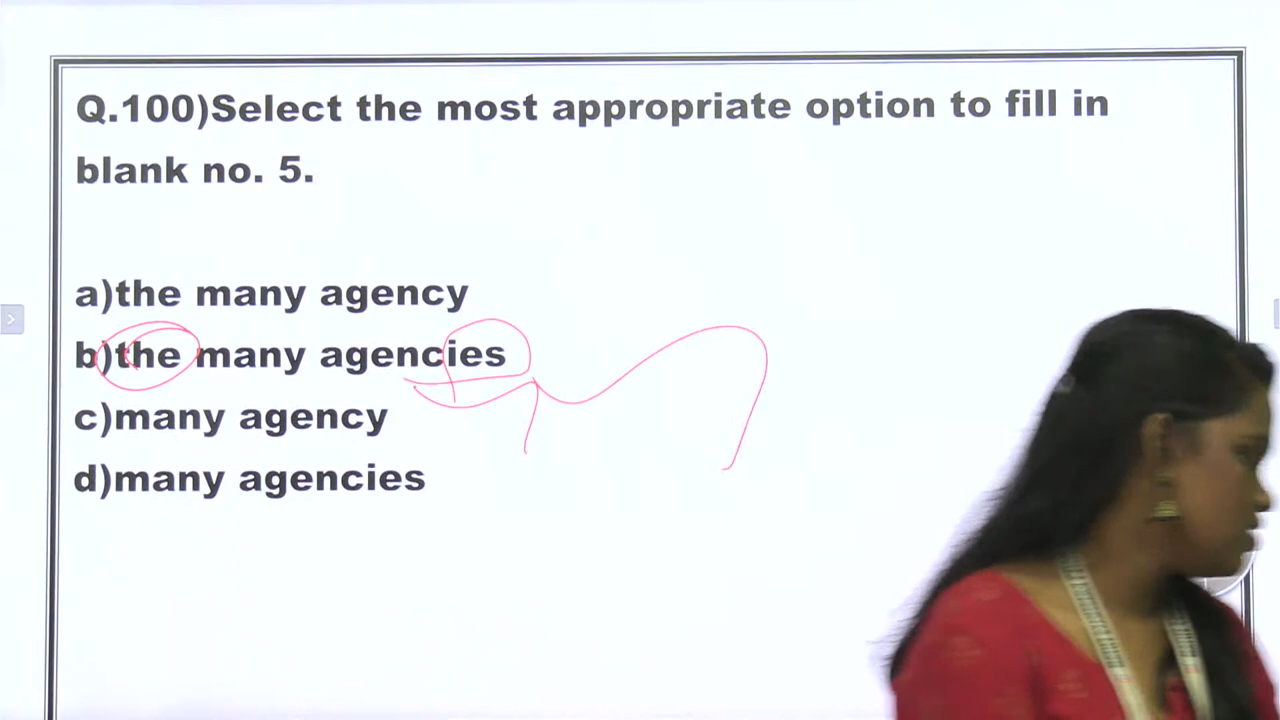 Q.100)Select the most appropriate option to fill in
blank no. 5.
a)the many agency
b)the many agencies
c)many agency
d)many agencies